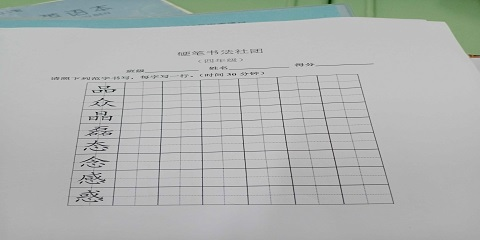 硬笔书法社团
（四年级）
班级 姓名 得分
请照下列范字书写，每字写一行。（时间 30 分钟）
品
众
晶
磊
态
念
感
惑